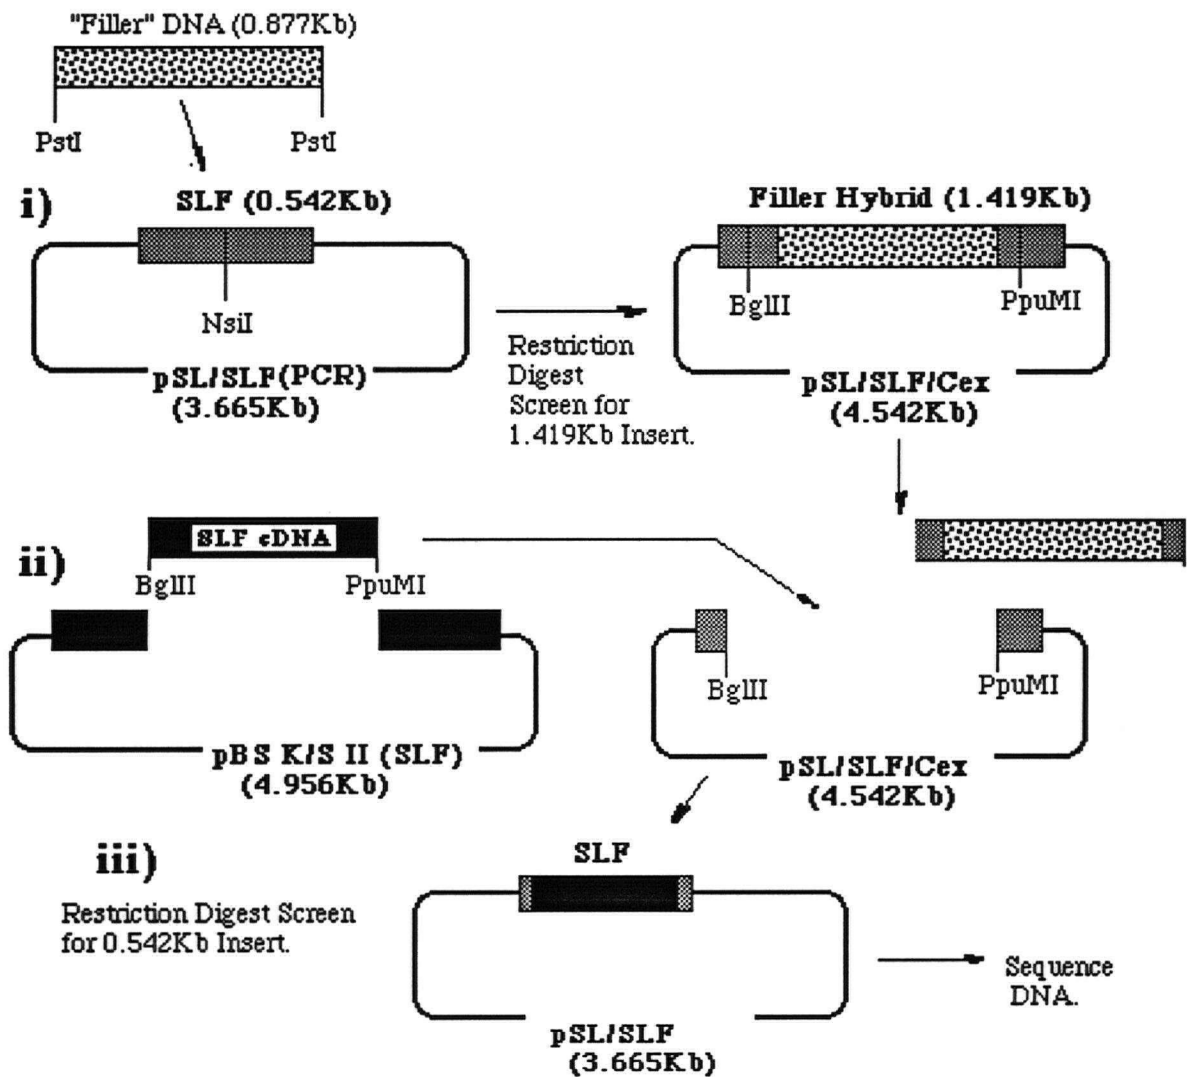 "Filler" DNA (0.877Kb)
PstI
PstI
i)
SLF (0.542Kb)
NsiI
pSL/SLF(PCR)
(3.665Kb)
Restriction
Digest
Screen for
1.419Kb Insert.
Filler Hybrid (1.419Kb)
BglII
PpuMI
pSL/SLF/Cex
(4.542Kb)
ii)
SLF cDNA
BglII
PpuMI
pBS K/S II (SLF)
(4.956Kb)
BglII
PpuMI
pSL/SLF/Cex
(4.542Kb)
iii)
Restriction Digest Screen
for 0.542Kb Insert.
SLF
pSL/SLF
(3.665Kb)
Sequence
DNA.